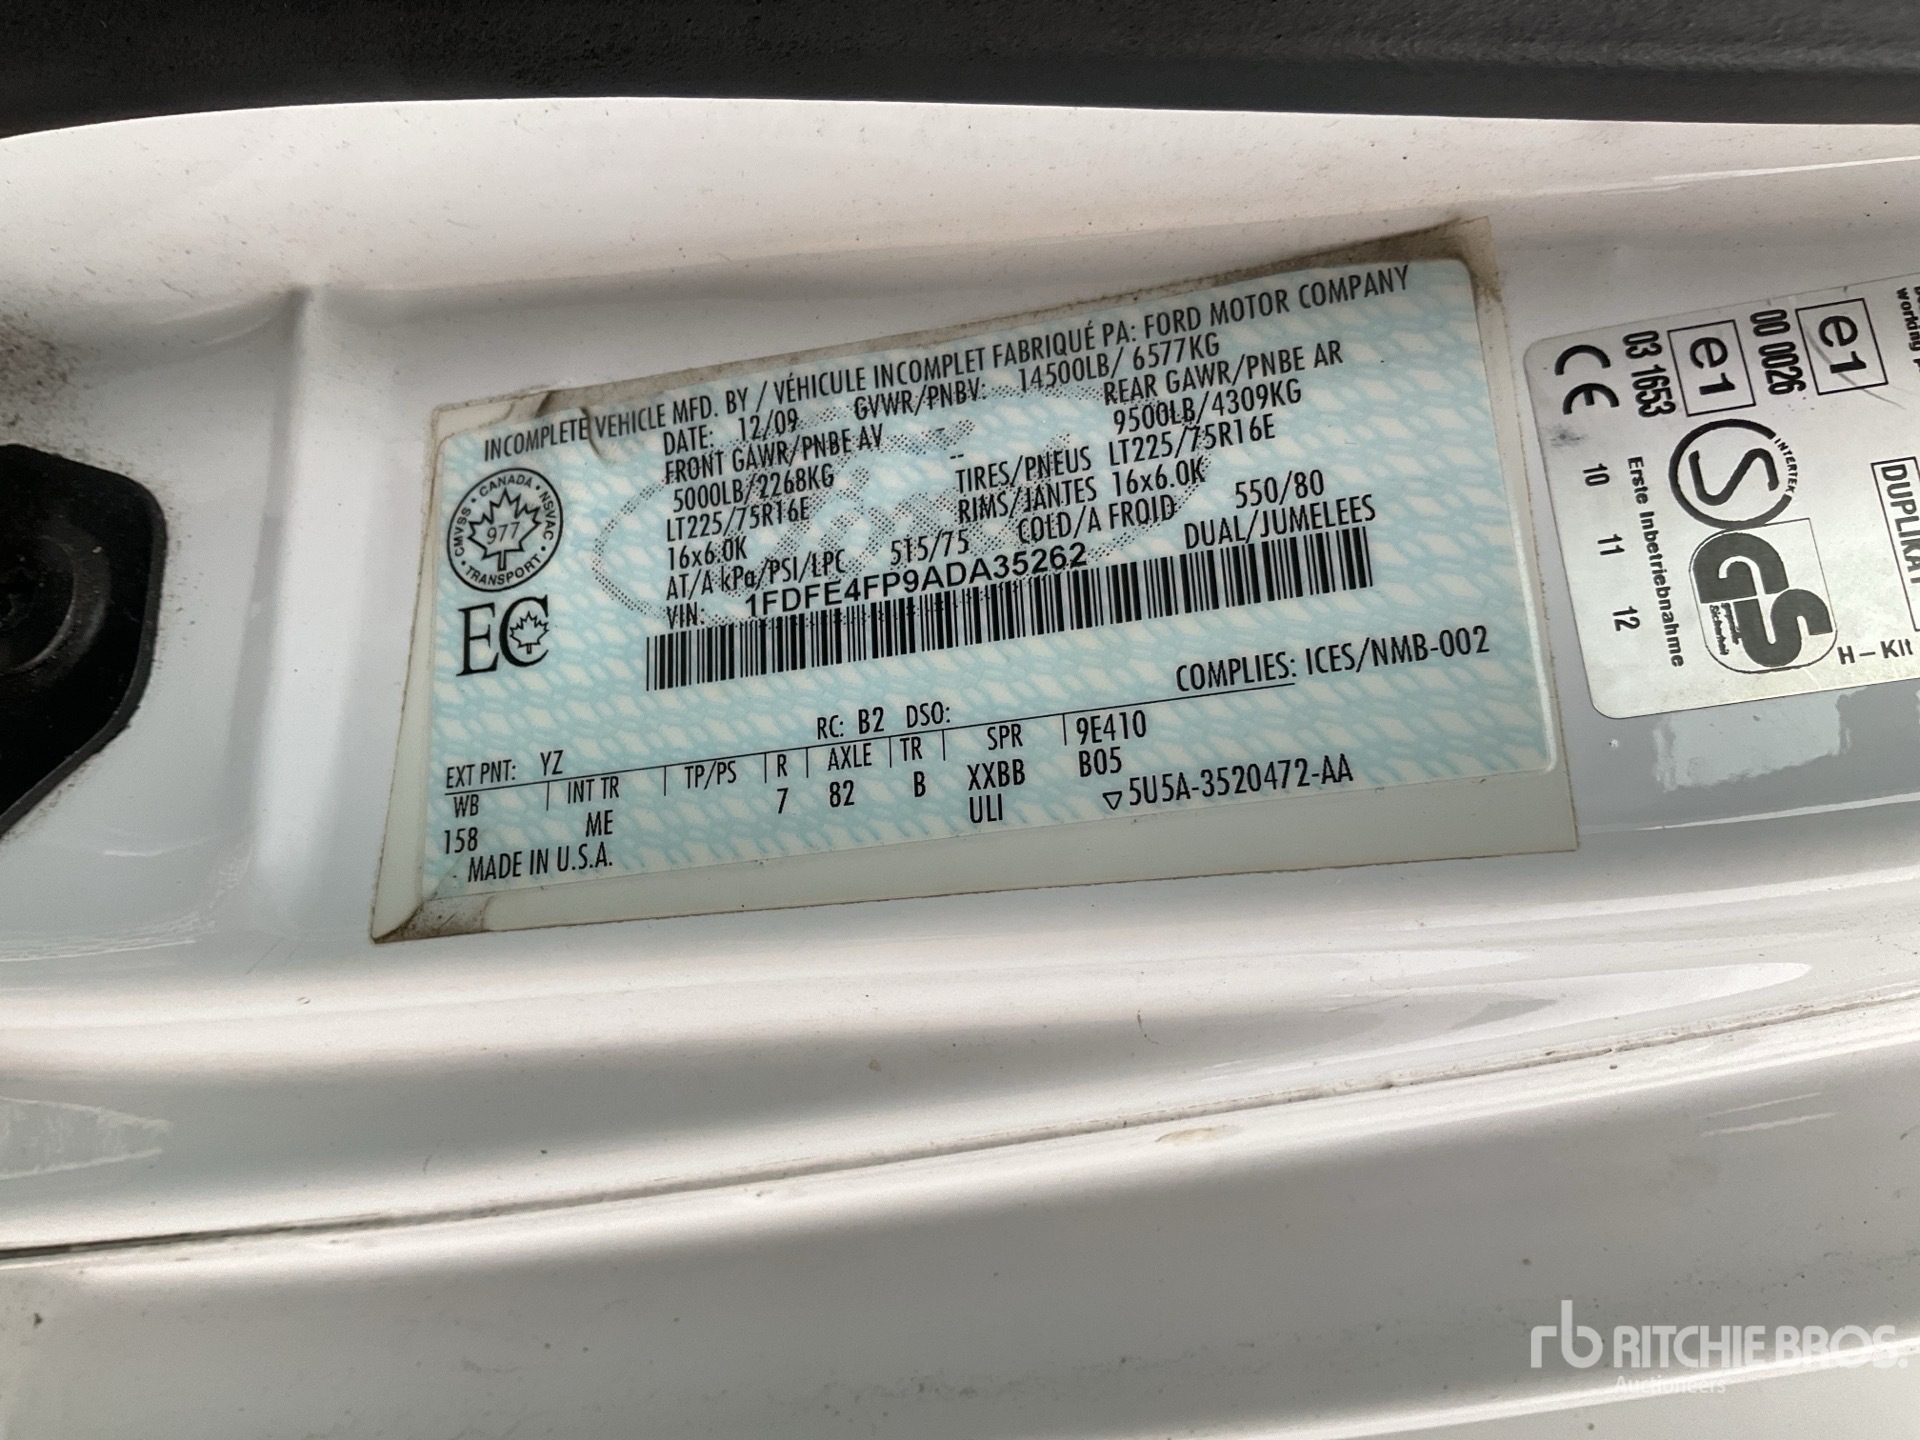 INCOMPLETE VEHICLE MFD. BY / VÉHICULE INCOMPLET FABRIQUÉ PA: FORD MOTOR COMPANY
DATE: 12/09 GVWR/PNBV: 14500LB/ 6577KG
FRONT GAWR/PNBE AV REAR GAWR/PNBE AR
5000LB/2268KG -- 9500LB/4309KG
LT225/75R16E TIRES/PNEUS LT225/75R16E
16x6.0K RIMS/JANTES 16x6.0K
AT/A kPa/PSI/LPC 515/75 COLD/A FROID 550/80
VIN: 1FDFE4FP9ADA35262 DUAL/JUMELEES
CANADA • NSVAC • TRANSPORT • CMVSS •
977
EC
COMPLIES: ICES/NMB-002
RC: B2 DSO:
EXT PNT: YZ
WB INT TR TP/PS R AXLE TR SPR 9E410
158 ME 7 82 B XXBB B05
ULI
MADE IN U.S.A. 5U5A-3520472-AA
CE
03 1653
e1
00 0026
e1
working
10 11 12
Erste Inbetriebnahme
INTERTEK
S
GS
geprüfte
Sicherheit
H-Kit
rb RITCHIE BROS.
Auctioneers